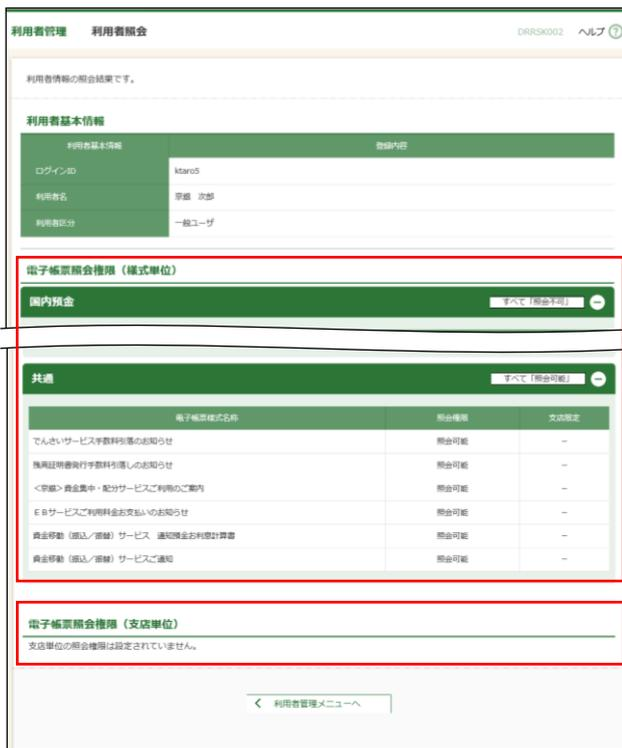 利用者管理 利用者照会 DRRSK002 ヘルプ ?
利用者情報の照会結果です。
利用者基本情報
利用者基本情報 登録内容
ログインID ktaro5
利用者名 京銀 次郎
利用者区分 一般ユーザ
電子帳票照会権限（様式単位）
国内預金 すべて「照会不可」
共通 すべて「照会可能」
電子帳票様式名称 照会権限 支店限定
でんさいサービス手数料引落のお知らせ 照会可能 －
残高証明書発行手数料引落しのお知らせ 照会可能 －
＜京銀＞資金集中・配分サービスご利用のご案内 照会可能 －
ＥＢサービスご利用料金お支払いのお知らせ 照会可能 －
資金移動（振込／振替）サービス 通知預金お利息計算書 照会可能 －
資金移動（振込／振替）サービスご通知 照会可能 －
電子帳票照会権限（支店単位）
支店単位の照会権限は設定されていません。
利用者管理メニューへ